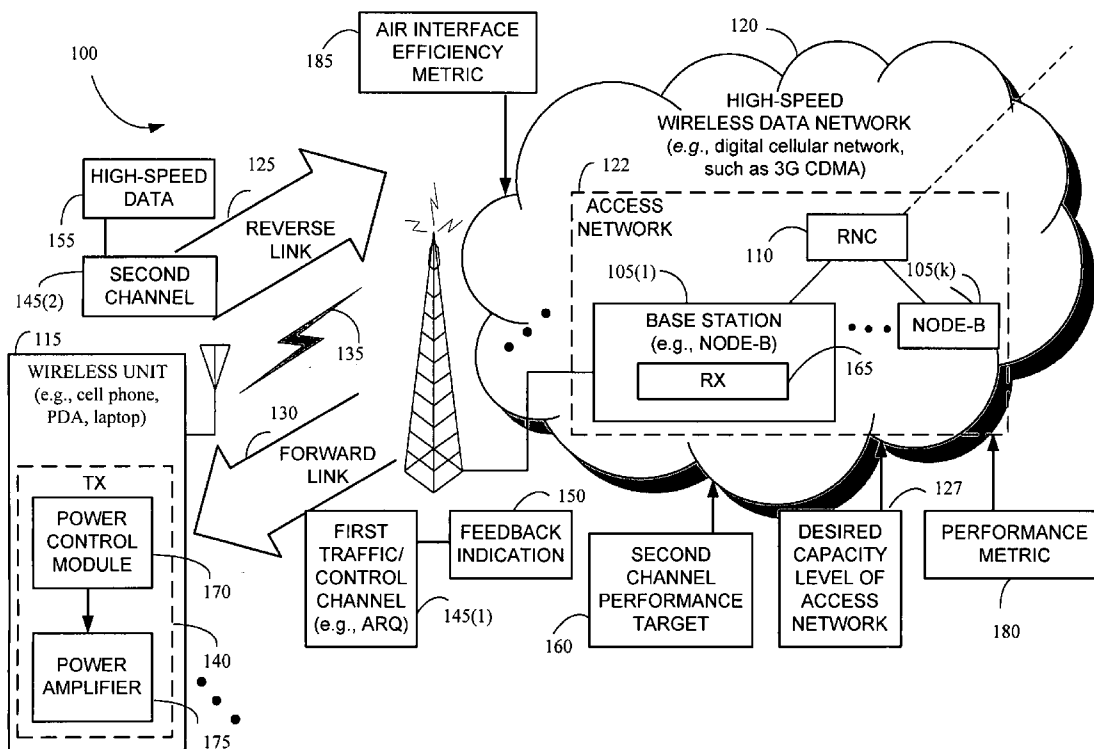 100
AIR INTERFACE
EFFICIENCY
METRIC
185
120
HIGH-SPEED
WIRELESS DATA NETWORK
(e.g., digital cellular network,
such as 3G CDMA)
122
ACCESS
NETWORK
RNC
110
105(1)
105(k)
BASE STATION
(e.g., NODE-B)
RX
165
NODE-B
HIGH-SPEED
DATA
155
125
REVERSE
LINK
SECOND
CHANNEL
145(2)
135
115
WIRELESS UNIT
(e.g., cell phone,
PDA, laptop)
130
FORWARD
LINK
TX
POWER
CONTROL
MODULE
170
140
POWER
AMPLIFIER
175
FIRST
TRAFFIC/
CONTROL
CHANNEL
(e.g., ARQ)
145(1)
150
FEEDBACK
INDICATION
SECOND
CHANNEL
PERFORMANCE
TARGET
160
127
DESIRED
CAPACITY
LEVEL OF
ACCESS
NETWORK
PERFORMANCE
METRIC
180